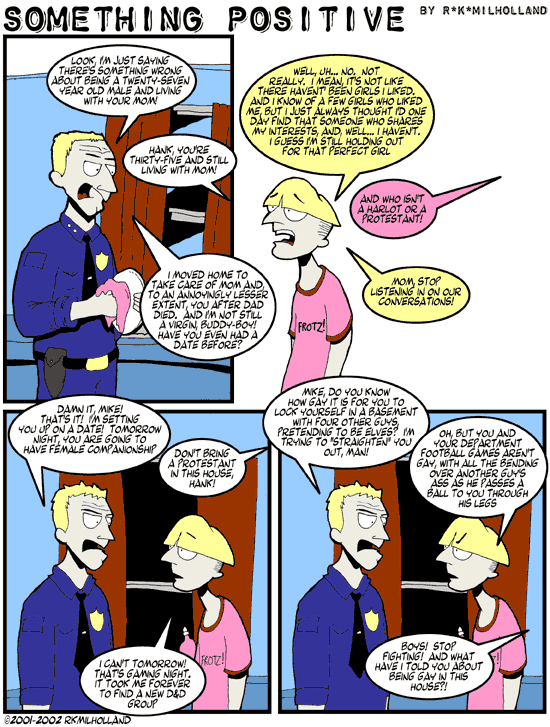 SOMETHING POSITIVE BY R*K*MILHOLLAND
LOOK, I'M JUST SAYING
THERE'S SOMETHING WRONG
ABOUT BEING A TWENTY-SEVEN
YEAR OLD MALE AND LIVING
WITH YOUR MOM!
HANK, YOU'RE
THIRTY-FIVE AND STILL
LIVING WITH MOM!
I MOVED HOME TO
TAKE CARE OF MOM AND,
TO AN ANNOYINGLY LESSER
EXTENT, YOU AFTER DAD
DIED. AND I'M NOT STILL
A VIRGIN, BUDDY-BOY!
HAVE YOU EVEN HAD A
DATE BEFORE?
WELL, UH... NO. NOT
REALLY. I MEAN, IT'S NOT LIKE
THERE HAVENT' BEEN GIRLS I LIKED.
AND I KNOW OF A FEW GIRLS WHO LIKED
ME, BUT I JUST ALWAYS THOUGHT I'D ONE
DAY FIND THAT SOMEONE WHO SHARES
MY INTERESTS, AND, WELL... I HAVEN'T.
I GUESS I'M STILL HOLDING OUT
FOR THAT PERFECT GIRL
AND WHO ISN'T
A HARLOT OR A
PROTESTANT!
MOM, STOP
LISTENING IN ON OUR
CONVERSATIONS!
FROTZ!
DAMN IT, MIKE!
THAT'S IT! I'M SETTING
YOU UP ON A DATE! TOMORROW
NIGHT, YOU ARE GOING TO
HAVE FEMALE COMPANIONSHIP
DON'T BRING
A PROTESTANT
IN THIS HOUSE,
HANK!
I CAN'T TOMORROW!
THAT'S GAMING NIGHT.
IT TOOK ME FOREVER
TO FIND A NEW D&D
GROUP
FROTZ!
MIKE, DO YOU KNOW
HOW GAY IT IS FOR YOU TO
LOCK YOURSELF IN A BASEMENT
WITH FOUR OTHER GUYS,
PRETENDING TO BE ELVES? I'M
TRYING TO "STRAIGHTEN" YOU
OUT, MAN!
OH, BUT YOU AND
YOUR DEPARTMENT
FOOTBALL GAMES AREN'T
GAY, WITH ALL THE BENDING
OVER ANOTHER GUY'S
ASS AS HE PASSES A
BALL TO YOU THROUGH
HIS LEGS
BOYS! STOP
FIGHTING! AND WHAT
HAVE I TOLD YOU ABOUT
BEING GAY IN THIS
HOUSE?!
©2001-2002 RKMILHOLLAND